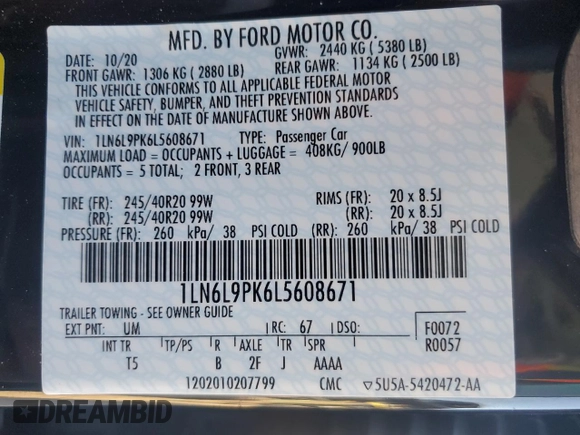 MFD. BY FORD MOTOR CO.
DATE: 10/20 GVWR: 2440 KG ( 5380 LB)
FRONT GAWR: 1306 KG ( 2880 LB) REAR GAWR: 1134 KG ( 2500 LB)
THIS VEHICLE CONFORMS TO ALL APPLICABLE FEDERAL MOTOR
VEHICLE SAFETY, BUMPER, AND THEFT PREVENTION STANDARDS
IN EFFECT ON THE DATE OF MANUFACTURE SHOWN ABOVE.
VIN: 1LN6L9PK6L5608671 TYPE: Passenger Car
MAXIMUM LOAD = OCCUPANTS + LUGGAGE = 408KG/ 900LB
OCCUPANTS = 5 TOTAL; 2 FRONT, 3 REAR
TIRE (FR): 245/40R20 99W RIMS (FR): 20 x 8.5J
(RR): 245/40R20 99W (RR): 20 x 8.5J
PRESSURE (FR): 260 kPa/ 38 PSI COLD (RR): 260 kPa/ 38 PSI COLD
1LN6L9PK6L5608671
TRAILER TOWING - SEE OWNER GUIDE
EXT PNT: UM RC: 67 DSO: F0072
INT TR TP/PS R AXLE TR SPR R0057
T5 B 2F J AAAA
1202010207799 CMC 5U5A-5420472-AA
DREAMBID